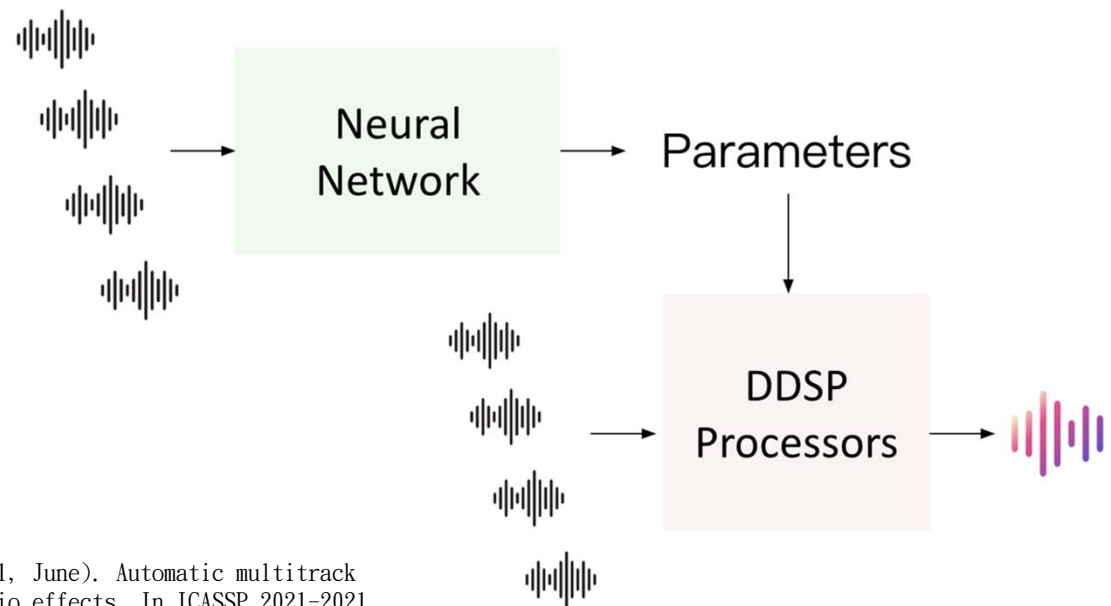 Neural
Network
Parameters
DDSP
Processors
1, June). Automatic multitrack
io effects. In ICASSP 2021-2021